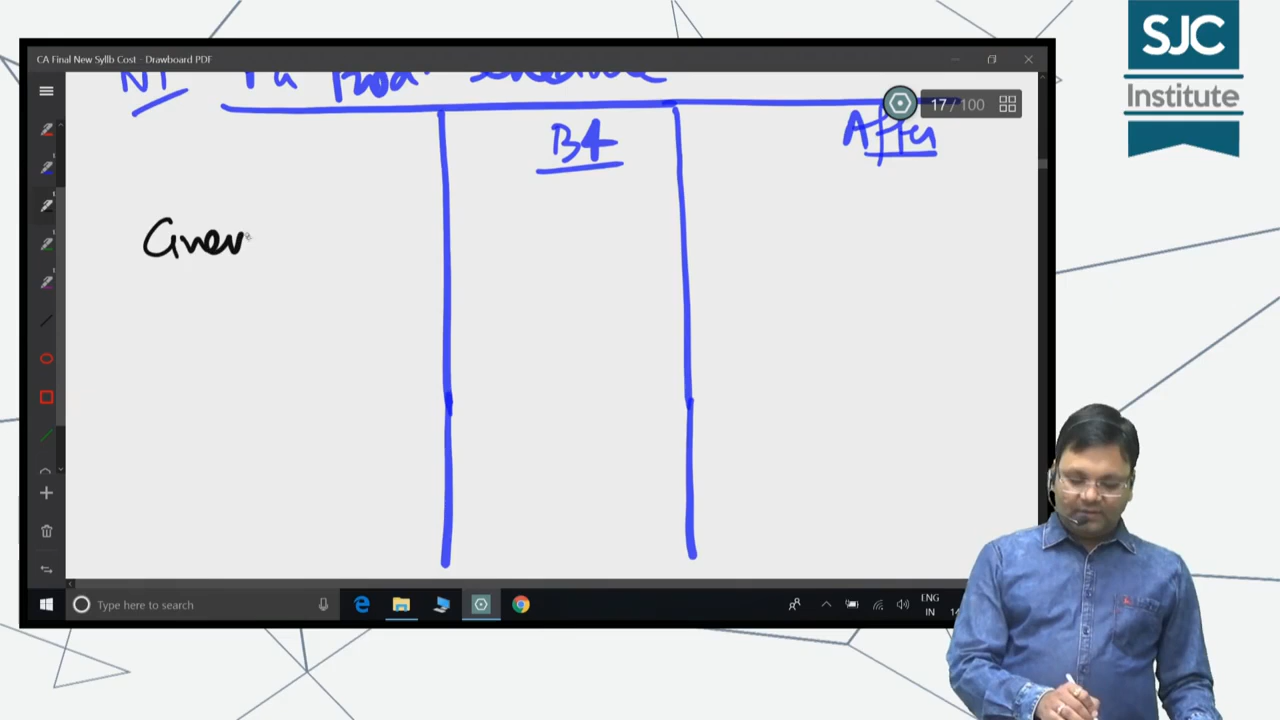 SJC
Institute
CA Final New Syllb Cost - Drawboard PDF
17 / 100
B4
After
Type here to search
ENG
IN